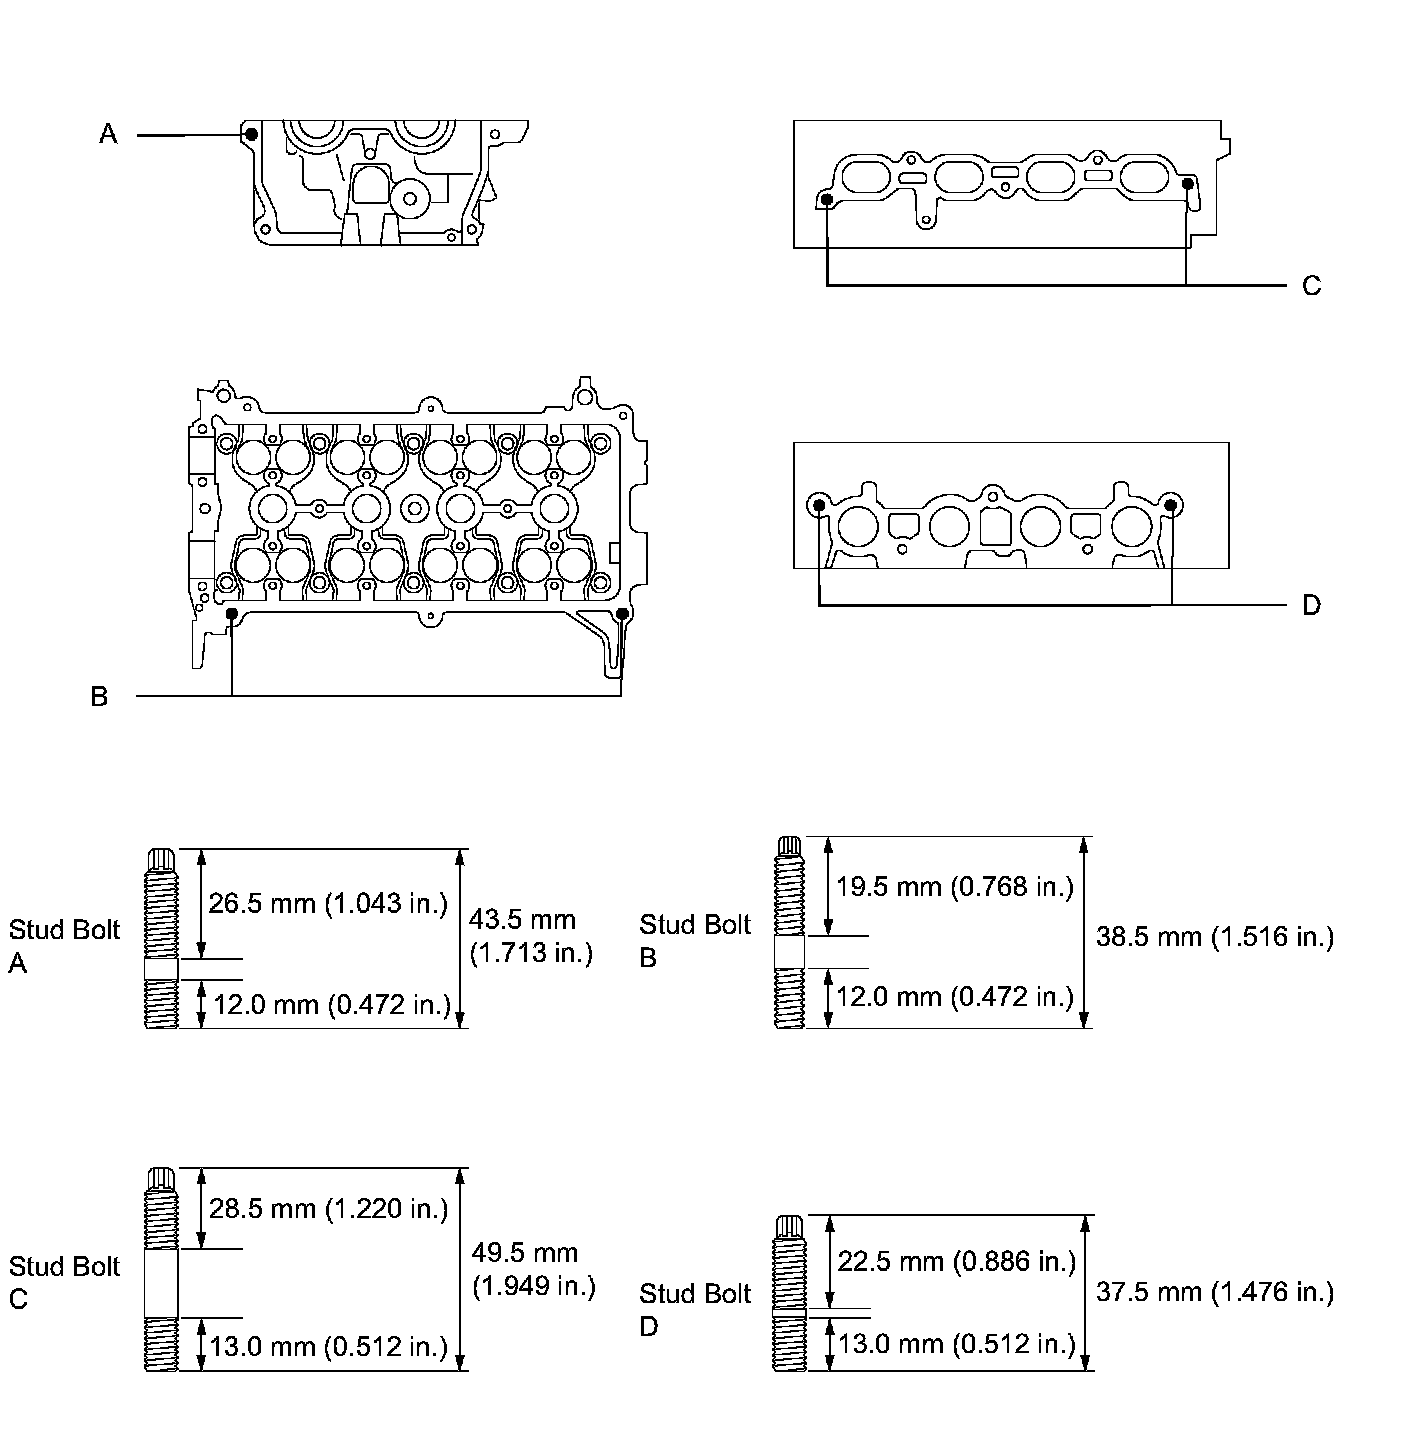 A
C
B
D
Stud Bolt
A
26.5 mm (1.043 in.)
12.0 mm (0.472 in.)
43.5 mm
(1.713 in.)
Stud Bolt
B
19.5 mm (0.768 in.)
12.0 mm (0.472 in.)
38.5 mm (1.516 in.)
Stud Bolt
C
28.5 mm (1.220 in.)
13.0 mm (0.512 in.)
49.5 mm
(1.949 in.)
Stud Bolt
D
22.5 mm (0.886 in.)
13.0 mm (0.512 in.)
37.5 mm (1.476 in.)